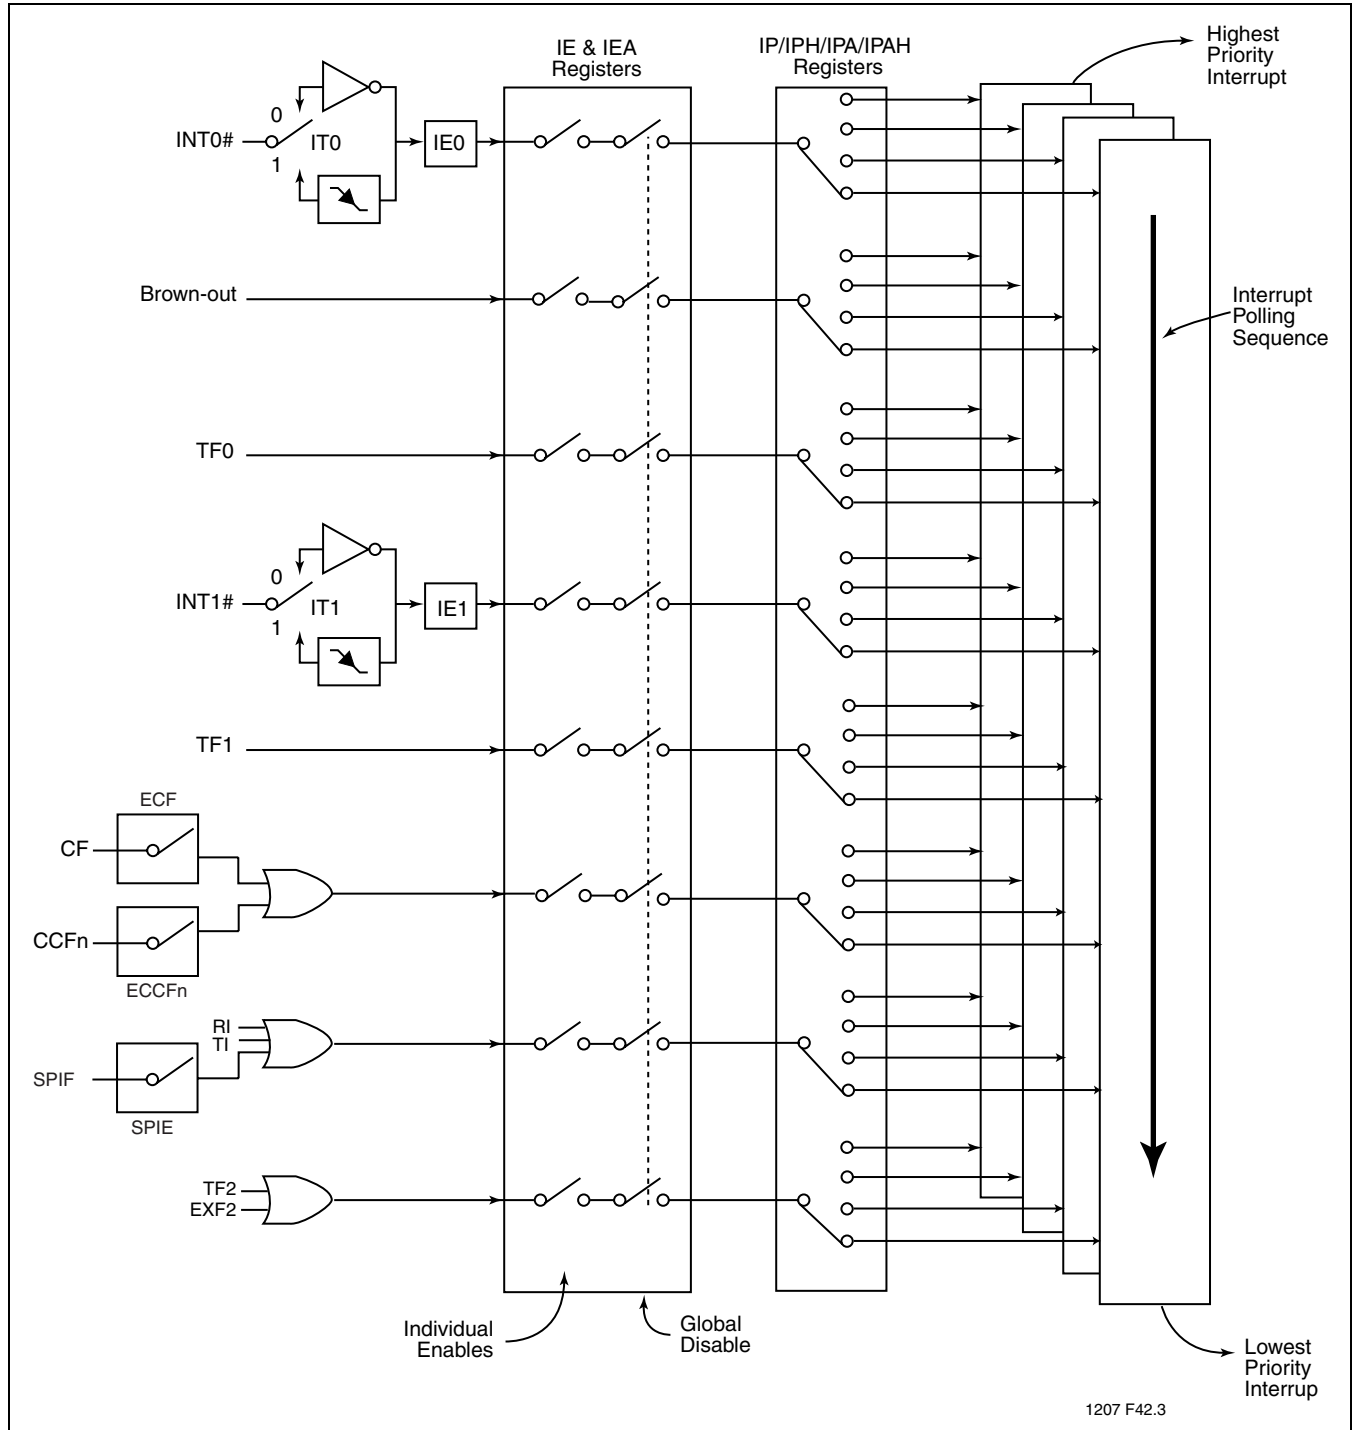 IE & IEA
Registers
IP/IPH/IPA/IPAH
Registers
Highest
Priority
Interrupt
0
INT0#
IT0
1
IE0
Brown-out
Interrupt
Polling
Sequence
TF0
0
INT1#
IT1
1
IE1
TF1
ECF
CF
CCFn
ECCFn
RI
TI
SPIF
SPIE
TF2
EXF2
Individual
Enables
Global
Disable
Lowest
Priority
Interrup
1207 F42.3